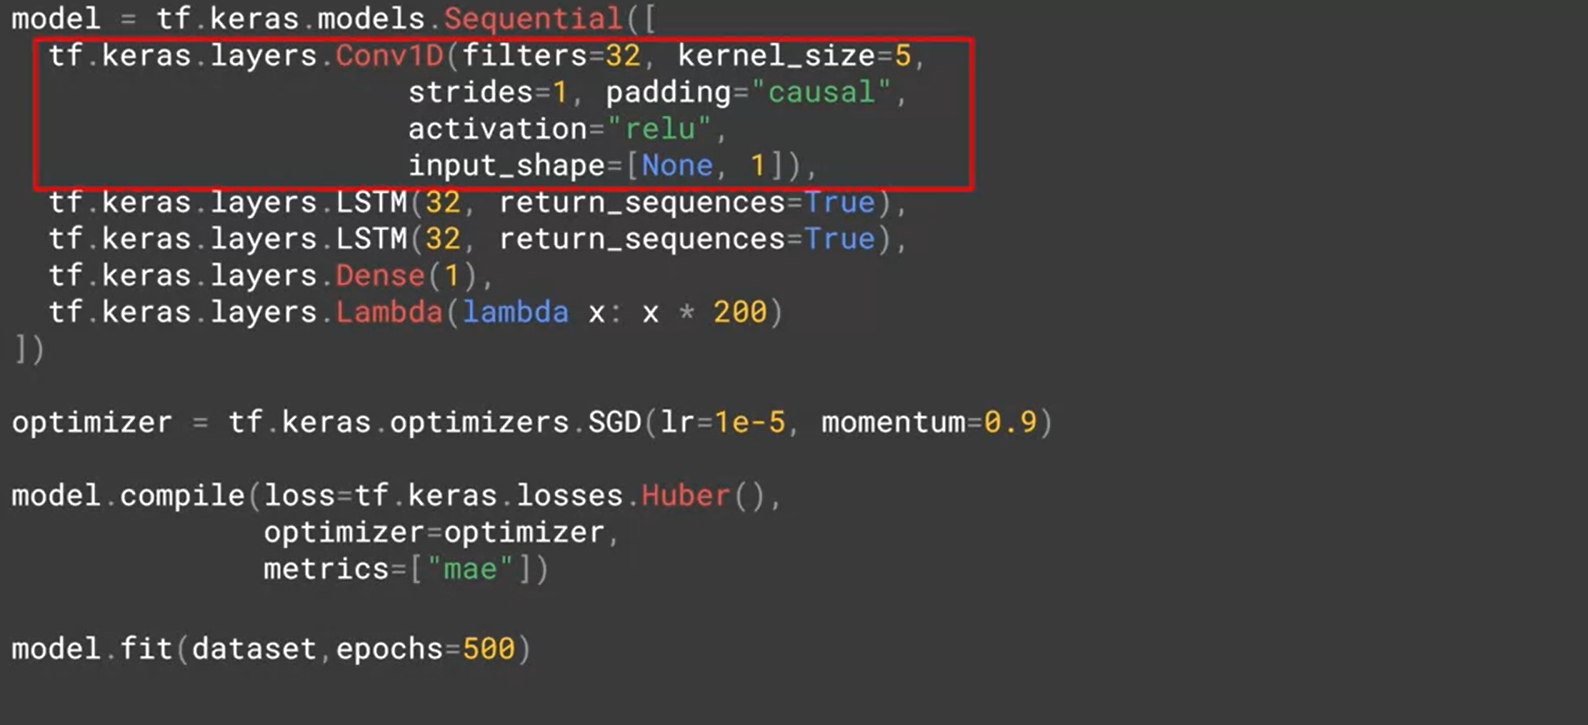 model = tf.keras.models.Sequential([
  tf.keras.layers.Conv1D(filters=32, kernel_size=5,
                      strides=1, padding="causal",
                      activation="relu",
                      input_shape=[None, 1]),
  tf.keras.layers.LSTM(32, return_sequences=True),
  tf.keras.layers.LSTM(32, return_sequences=True),
  tf.keras.layers.Dense(1),
  tf.keras.layers.Lambda(lambda x: x * 200)
])
optimizer = tf.keras.optimizers.SGD(lr=1e-5, momentum=0.9)
model.compile(loss=tf.keras.losses.Huber(),
              optimizer=optimizer,
              metrics=["mae"])
model.fit(dataset,epochs=500)